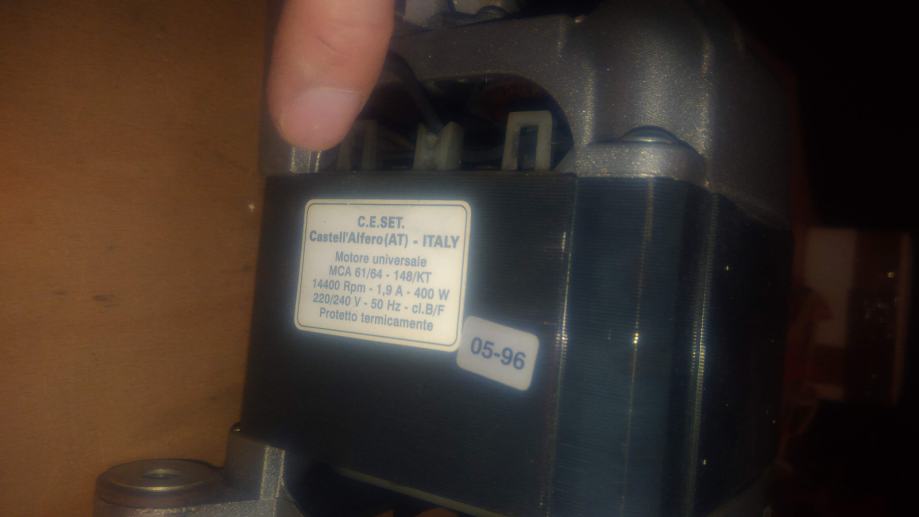 C.E.SET.
Castell'Alfero(AT) - ITALY
Motore universale
MCA 61/64 - 148/KT
14400 Rpm - 1,9 A - 400 W
220/240 V - 50 Hz - cl.B/F
Protetto termicamente
05-96